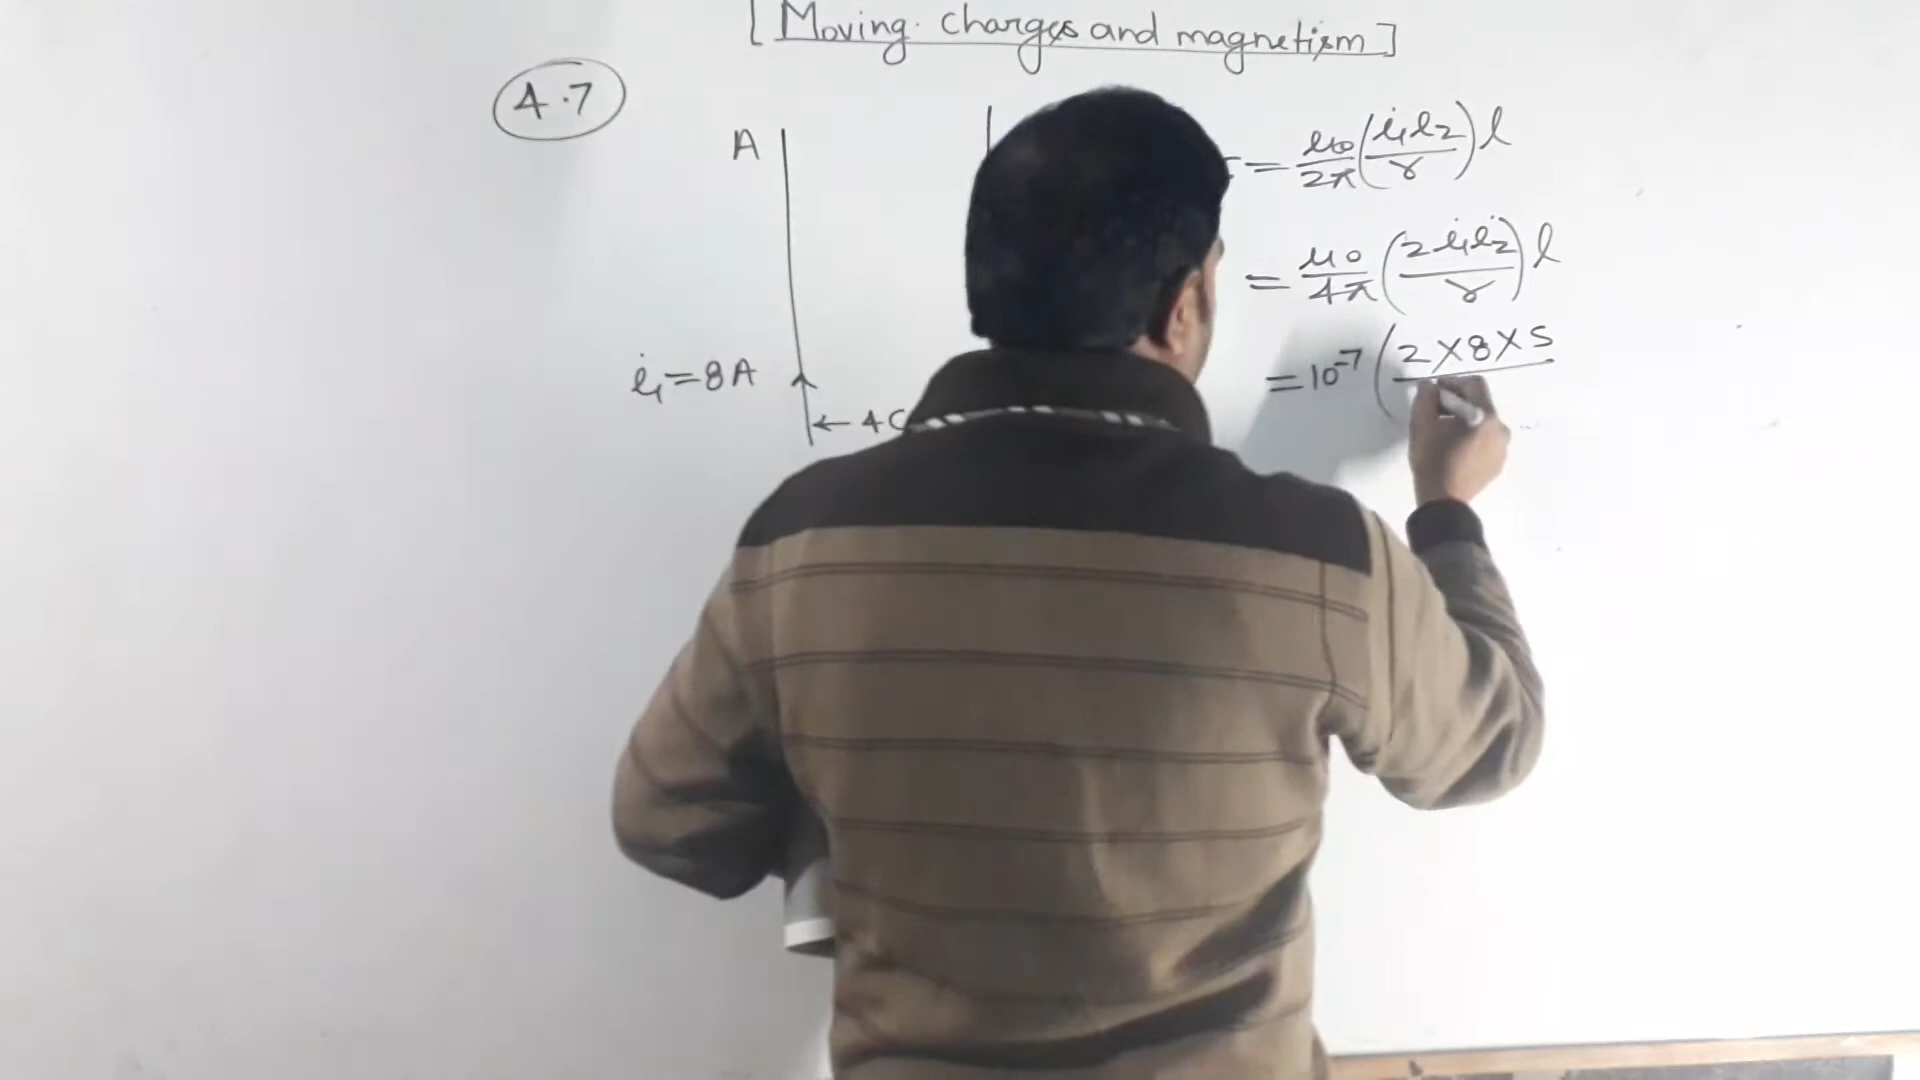 [Moving charges and magnetism]
4.7
A
= μ0/2π (i1i2/r) l
= μ0/4π (2i1i2/r) l
= 10^-7 (2×8×5
i1=8A
← 4C